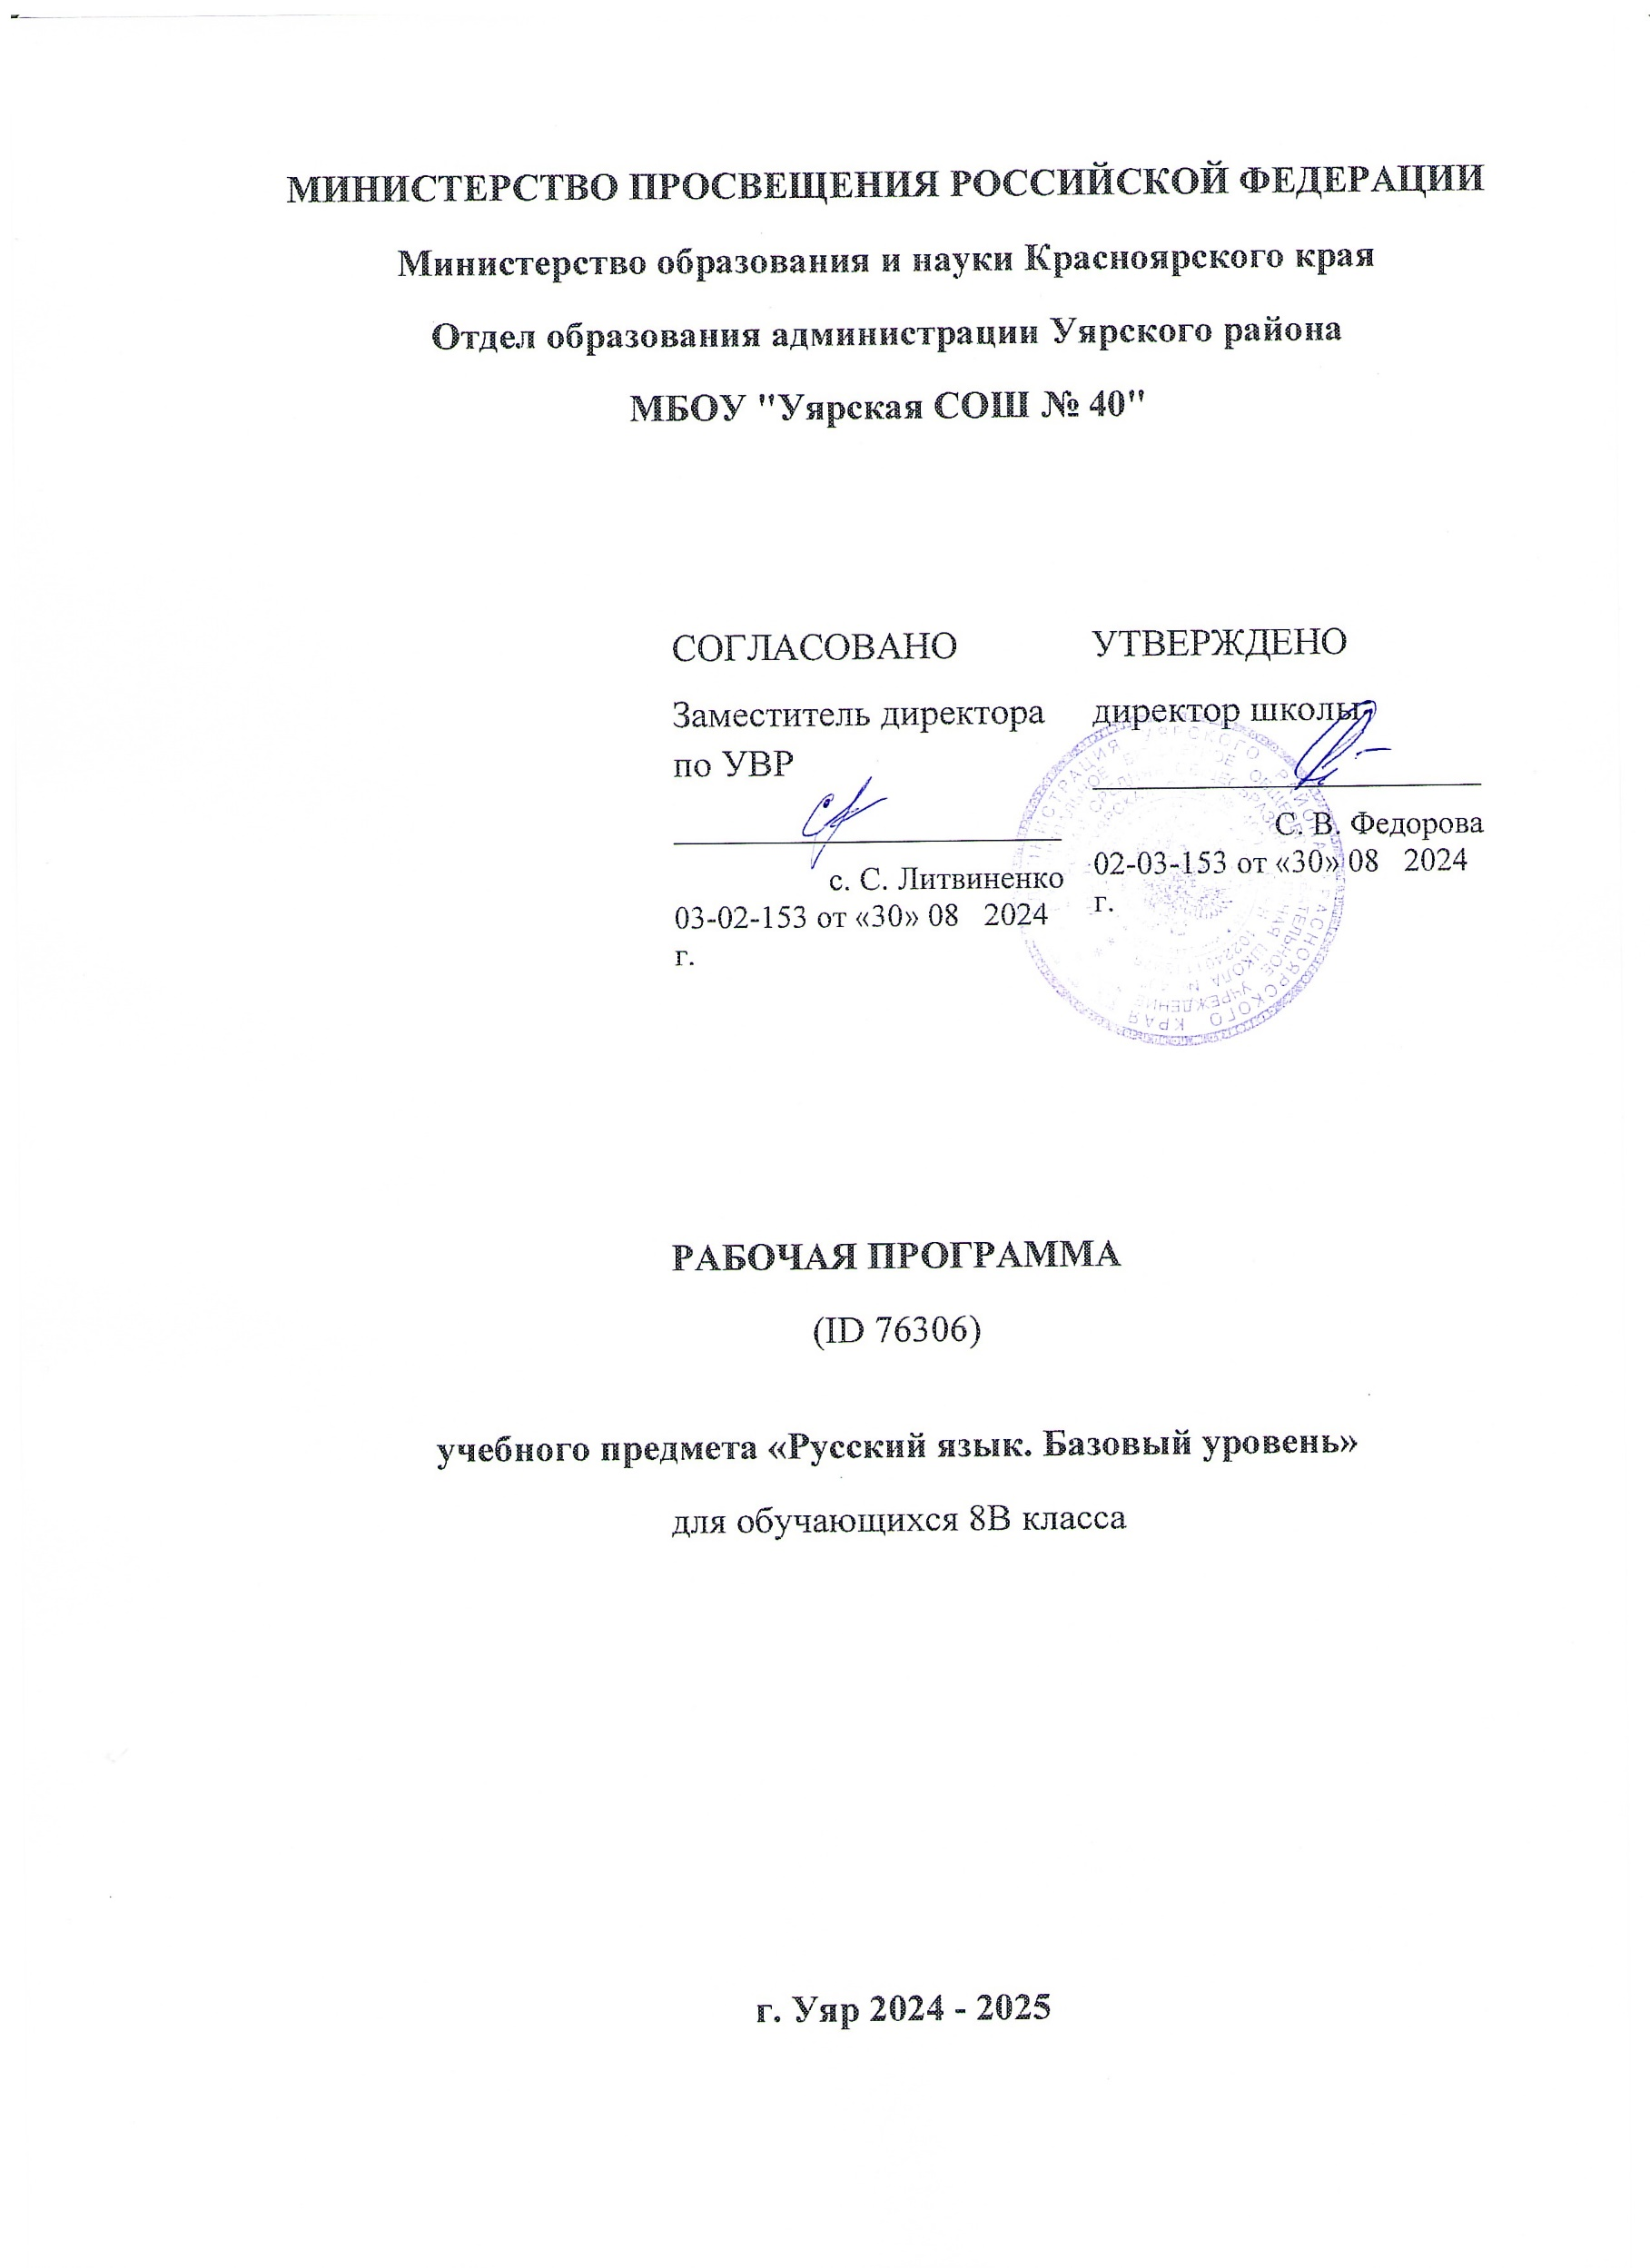 МИНИСТЕРСТВО ПРОСВЕЩЕНИЯ РОССИЙСКОЙ ФЕДЕРАЦИИ
Министерство образования и науки Красноярского края
Отдел образования администрации Уярского района
МБОУ "Уярская СОШ № 40"
СОГЛАСОВАНО
Заместитель директора
по УВР
с. С. Литвиненко
03-02-153 от «30» 08 2024
г.
УТВЕРЖДЕНО
директор школы
С. В. Федорова
02-03-153 от «30» 08 2024
г.
РАБОЧАЯ ПРОГРАММА
(ID 76306)
учебного предмета «Русский язык. Базовый уровень»
для обучающихся 8В класса
г. Уяр 2024 - 2025